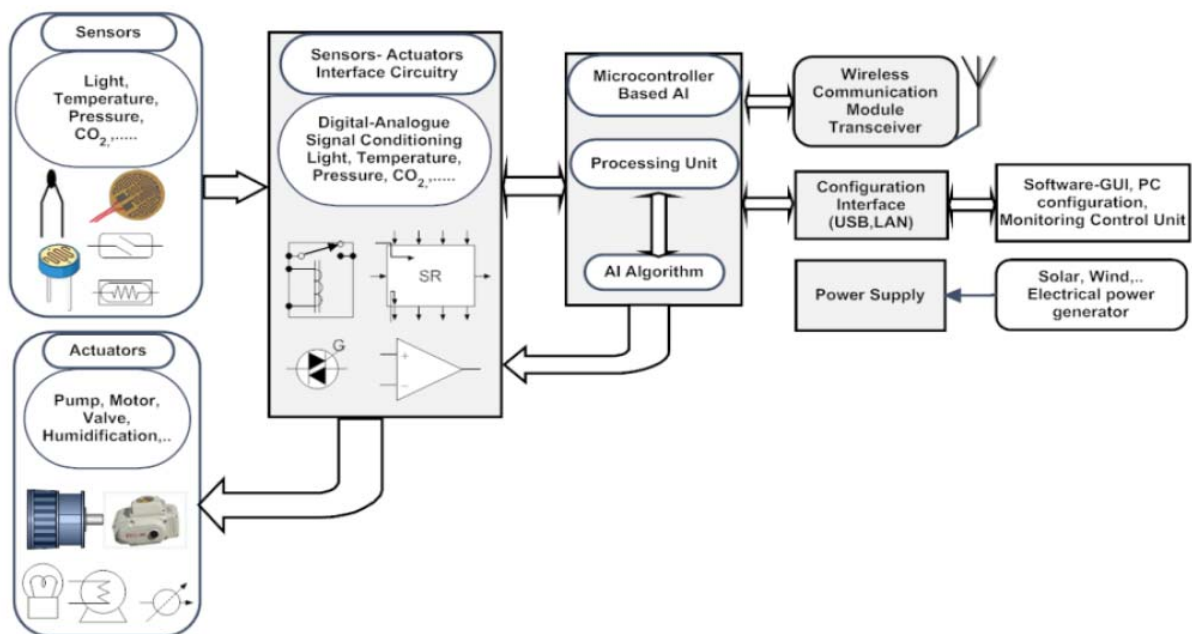 Sensors
Light,
Temperature,
Pressure,
CO2,,.....
Actuators
Pump, Motor,
Valve,
Humidification,..
Sensors- Actuators
Interface Circuitry
Digital-Analogue
Signal Conditioning
Light, Temperature,
Pressure, CO2,,.....
SR
G
+
−
Microcontroller
Based AI
Processing Unit
AI Algorithm
Wireless
Communication
Module
Transceiver
Configuration
Interface
(USB,LAN)
Software-GUI, PC
configuration,
Monitoring Control Unit
Power Supply
Solar, Wind,..
Electrical power
generator